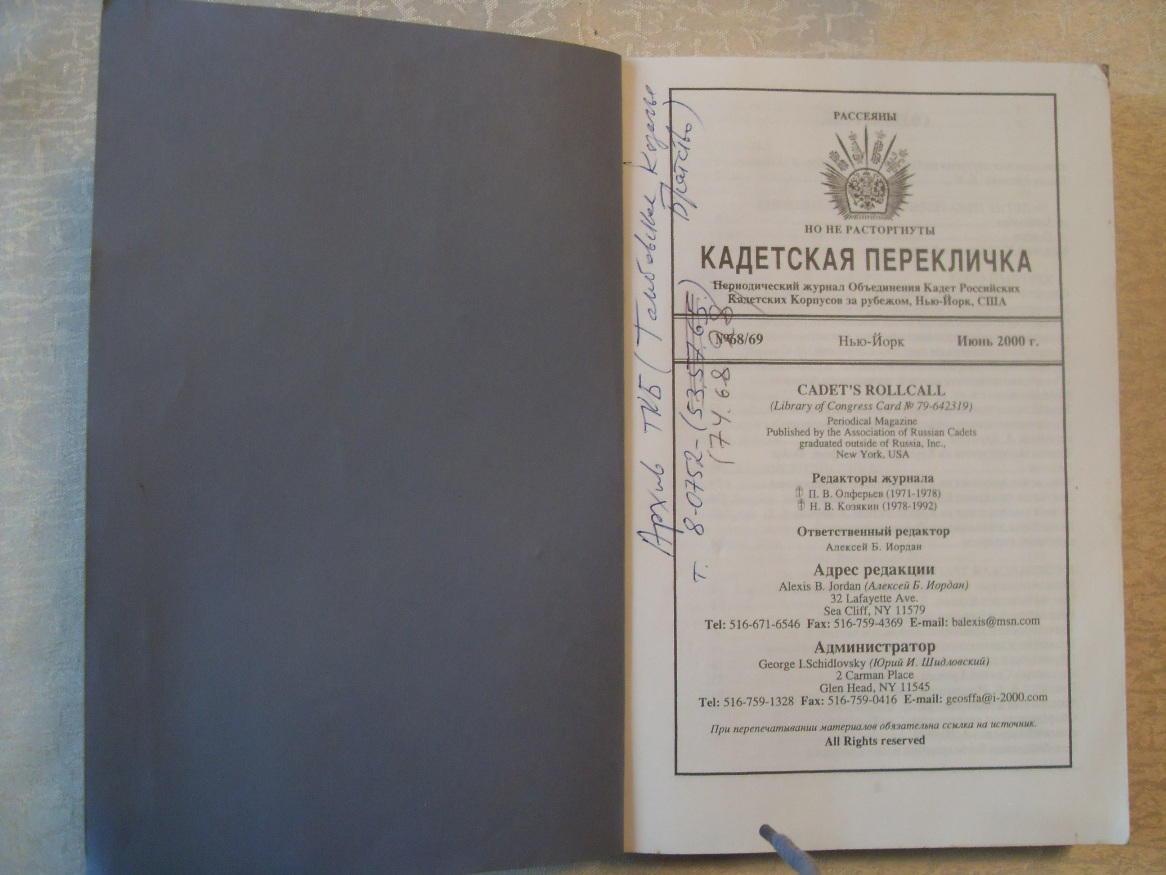 РАССЕЯНЫ
НО НЕ РАСТОРГНУТЫ
КАДЕТСКАЯ ПЕРЕКЛИЧКА
Периодический журнал Объединения Кадет Российских
Кадетских Корпусов за рубежом, Нью-Йорк, США
№68/69 Нью-Йорк Июнь 2000 г.
CADET'S ROLLCALL
(Library of Congress Card № 79-642319)
Periodical Magazine
Published by the Association of Russian Cadets
graduated outside of Russia, Inc.,
New York, USA
Редакторы журнала
П. В. Олферьев (1971-1978)
Н. В. Козякин (1978-1992)
Ответственный редактор
Алексей Б. Иордан
Адрес редакции
Alexis B. Jordan (Алексей Б. Иордан)
32 Lafayette Ave.
Sea Cliff, NY 11579
Tel: 516-671-6546 Fax: 516-759-4369 E-mail: balexis@msn.com
Администратор
George I.Schidlovsky (Юрий И. Шидловский)
2 Carman Place
Glen Head, NY 11545
Tel: 516-759-1328 Fax: 516-759-0416 E-mail: geosffa@i-2000.com
При перепечатывании материалов обязательна ссылка на источник.
All Rights reserved
Архив ТКБ (Тамбовское Казачье
Братство)
т. 8-0752-(535765)
(74.68.28)